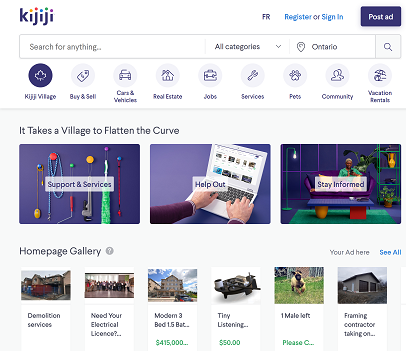 kijiji
FR Register or Sign In Post ad
Search for anything... All categories Ontario
Kijiji Village Buy & Sell Cars & Vehicles Real Estate Jobs Services Pets Community Vacation Rentals
It Takes a Village to Flatten the Curve
Support & Services Help Out Stay Informed
Homepage Gallery ? Your Ad here See All
Demolition services
Need Your Electrical Licence?...
Modern 3 Bed 1.5 Bat...
$415,000...
Tiny Listening...
$50.00
1 Male left
Please C...
Framing contractor taking on...